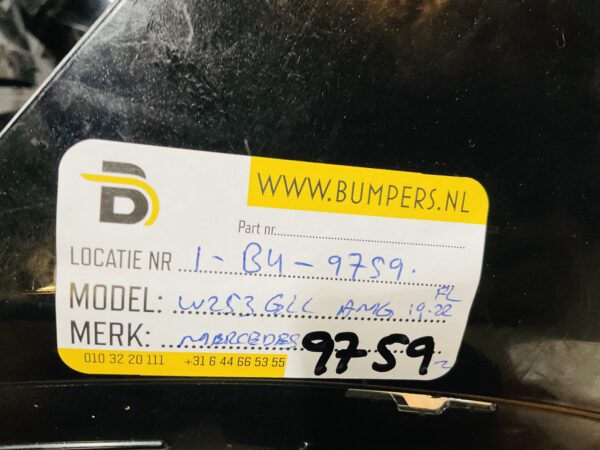 B
WWW.BUMPERS.NL
Part nr
LOCATIE NR 1-B4-9759.
MODEL: W253 GLC AMG 19-22 FL
MERK: MERCEDES 9759
010 32 20 111 +31 6 44 66 53 55